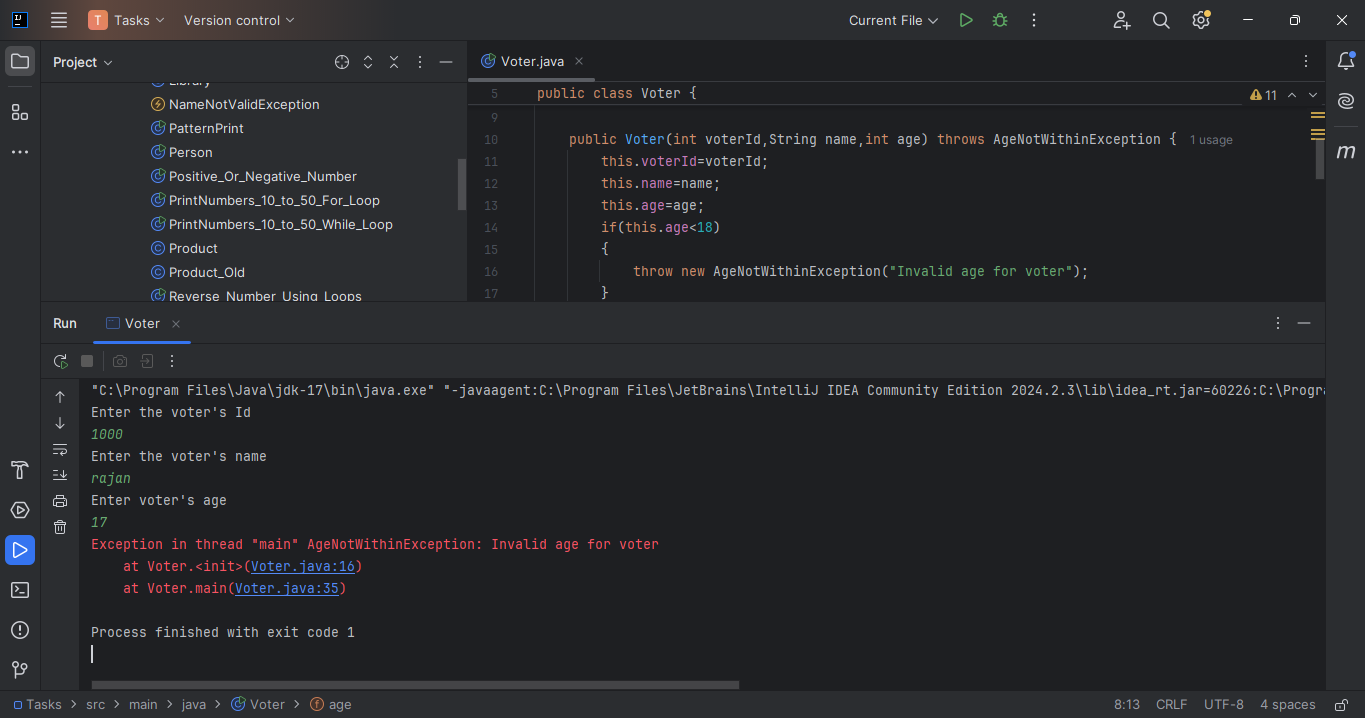 T Tasks Version control Current File
Project
Library
NameNotValidException
PatternPrint
Person
Positive_Or_Negative_Number
PrintNumbers_10_to_50_For_Loop
PrintNumbers_10_to_50_While_Loop
Product
Product_Old
Reverse_Number_Using_Loops
Voter.java
5 public class Voter {
11
9
10 public Voter(int voterId,String name,int age) throws AgeNotWithinException { 1 usage
11 this.voterId=voterId;
12 this.name=name;
13 this.age=age;
14 if(this.age<18)
15 {
16 throw new AgeNotWithinException("Invalid age for voter");
17 }
m
Run Voter
"C:\Program Files\Java\jdk-17\bin\java.exe" "-javaagent:C:\Program Files\JetBrains\IntelliJ IDEA Community Edition 2024.2.3\lib\idea_rt.jar=60226:C:\Progra
Enter the voter's Id
1000
Enter the voter's name
rajan
Enter voter's age
17
Exception in thread "main" AgeNotWithinException: Invalid age for voter
at Voter.<init>(Voter.java:16)
at Voter.main(Voter.java:35)
Process finished with exit code 1
Tasks > src > main > java > Voter > age
8:13 CRLF UTF-8 4 spaces